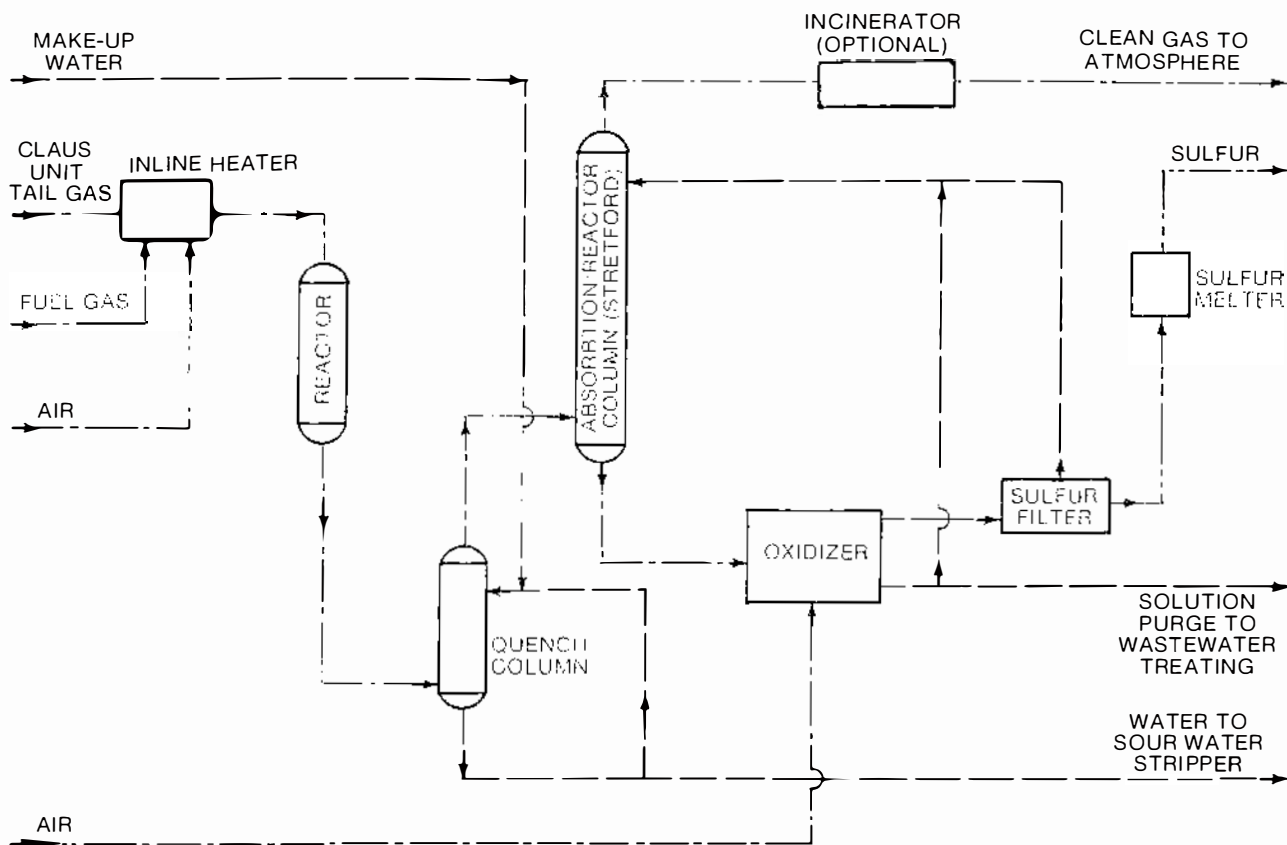 INCINERATOR
(OPTIONAL)
MAKE-UP
WATER
CLEAN GAS TO
ATMOSPHERE
CLAUS
UNIT
TAIL GAS
INLINE HEATER
SULFUR
FUEL GAS
REACTOR
ABSORRTION-REACTOR
COLUMN (STRETFORD)
SULFUR
MELTER
AIR
SULFUR
FILTER
OXIDIZER
QUENCH
COLUMN
SOLUTION
PURGE TO
WASTEWATER
TREATING
WATER TO
SOUR WATER
STRIPPER
AIR